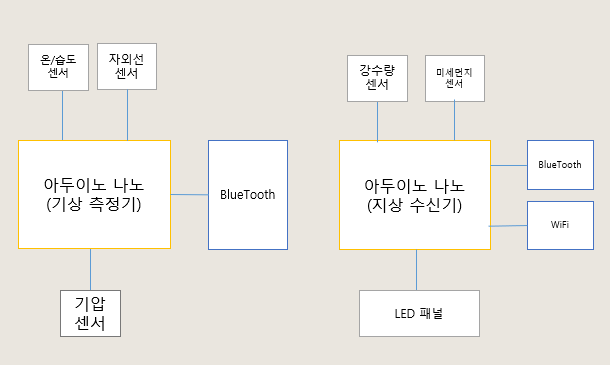 온/습도
센서
자외선
센서
아두이노 나노
(기상 측정기)
BlueTooth
기압
센서
강수량
센서
미세먼지
센서
아두이노 나노
(지상 수신기)
BlueTooth
WiFi
LED 패널